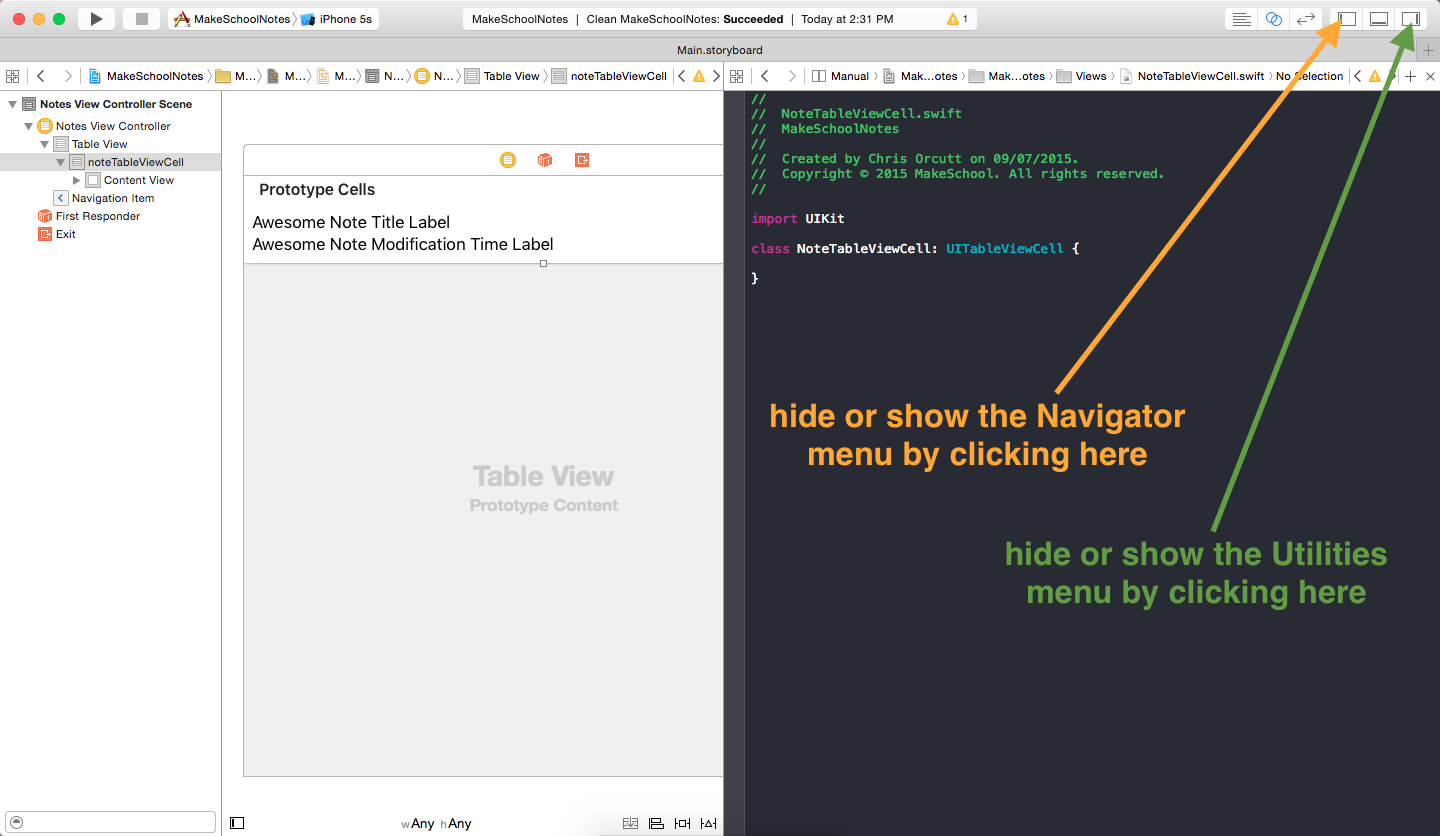 MakeSchoolNotes iPhone 5s
MakeSchoolNotes | Clean MakeSchoolNotes: Succeeded | Today at 2:31 PM 1
Main.storyboard
MakeSchoolNotes M... M... M... N... N... Table View noteTableViewCell
Manual Mak...otes Mak...otes Views NoteTableViewCell.swift No Selection
Notes View Controller Scene
Notes View Controller
Table View
noteTableViewCell
Content View
Navigation Item
First Responder
Exit
Prototype Cells
Awesome Note Title Label
Awesome Note Modification Time Label
Table View
Prototype Content
wAny hAny
//
// NoteTableViewCell.swift
// MakeSchoolNotes
//
// Created by Chris Orcutt on 09/07/2015.
// Copyright © 2015 MakeSchool. All rights reserved.
//
import UIKit
class NoteTableViewCell: UITableViewCell {
}
hide or show the Navigator
menu by clicking here
hide or show the Utilities
menu by clicking here